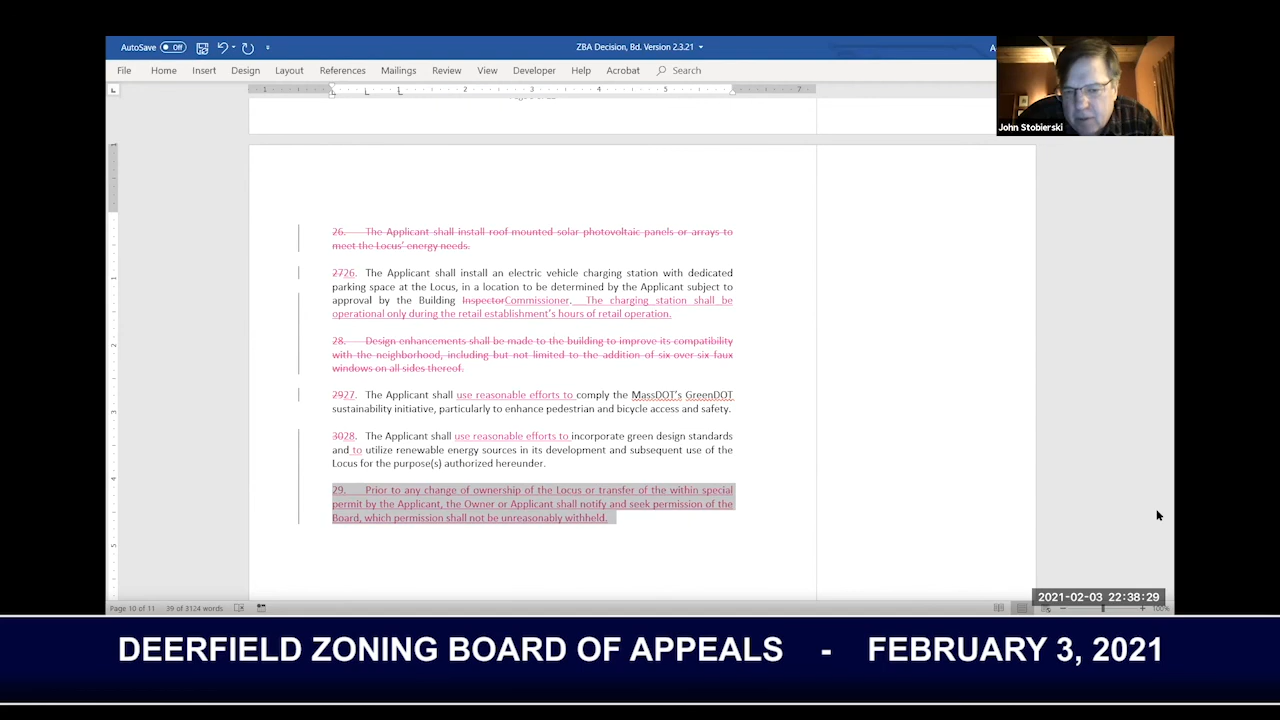 AutoSave Off
ZBA Decision, Bd. Version 2.3.21
File Home Insert Design Layout References Mailings Review View Developer Help Acrobat Search
John Stobierski
26. The Applicant shall install roof mounted solar photovoltaic panels or arrays to
meet the Locus' energy needs.
2726. The Applicant shall install an electric vehicle charging station with dedicated
parking space at the Locus, in a location to be determined by the Applicant subject to
approval by the Building InspectorCommissioner. The charging station shall be
operational only during the retail establishment's hours of retail operation.
28. Design enhancements shall be made to the building to improve its compatibility
with the neighborhood, including but not limited to the addition of six over six faux
windows on all sides thereof.
2927. The Applicant shall use reasonable efforts to comply the MassDOT's GreenDOT
sustainability initiative, particularly to enhance pedestrian and bicycle access and safety.
3028. The Applicant shall use reasonable efforts to incorporate green design standards
and to utilize renewable energy sources in its development and subsequent use of the
Locus for the purpose(s) authorized hereunder.
29. Prior to any change of ownership of the Locus or transfer of the within special
permit by the Applicant, the Owner or Applicant shall notify and seek permission of the
Board, which permission shall not be unreasonably withheld.
2021-02-03 22:38:29
Page 10 of 11 39 of 3124 words 100%
DEERFIELD ZONING BOARD OF APPEALS - FEBRUARY 3, 2021